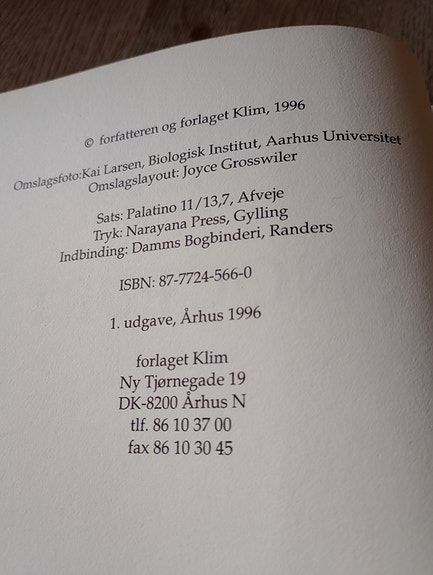 © forfatteren og forlaget Klim, 1996
Omslagsfoto:Kai Larsen, Biologisk Institut, Aarhus Universitet
Omslagslayout: Joyce Grosswiler
Sats: Palatino 11/13,7, Afveje
Tryk: Narayana Press, Gylling
Indbinding: Damms Bogbinderi, Randers
ISBN: 87-7724-566-0
1. udgave, Århus 1996
forlaget Klim
Ny Tjørnegade 19
DK-8200 Århus N
tlf. 86 10 37 00
fax 86 10 30 45